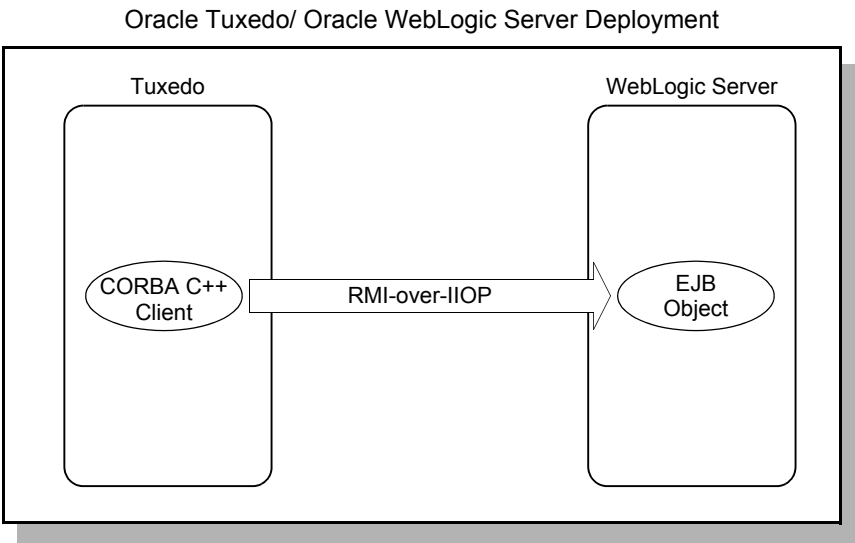 Oracle Tuxedo/ Oracle WebLogic Server Deployment
Tuxedo
WebLogic Server
CORBA C++
Client
RMI-over-IIOP
EJB
Object